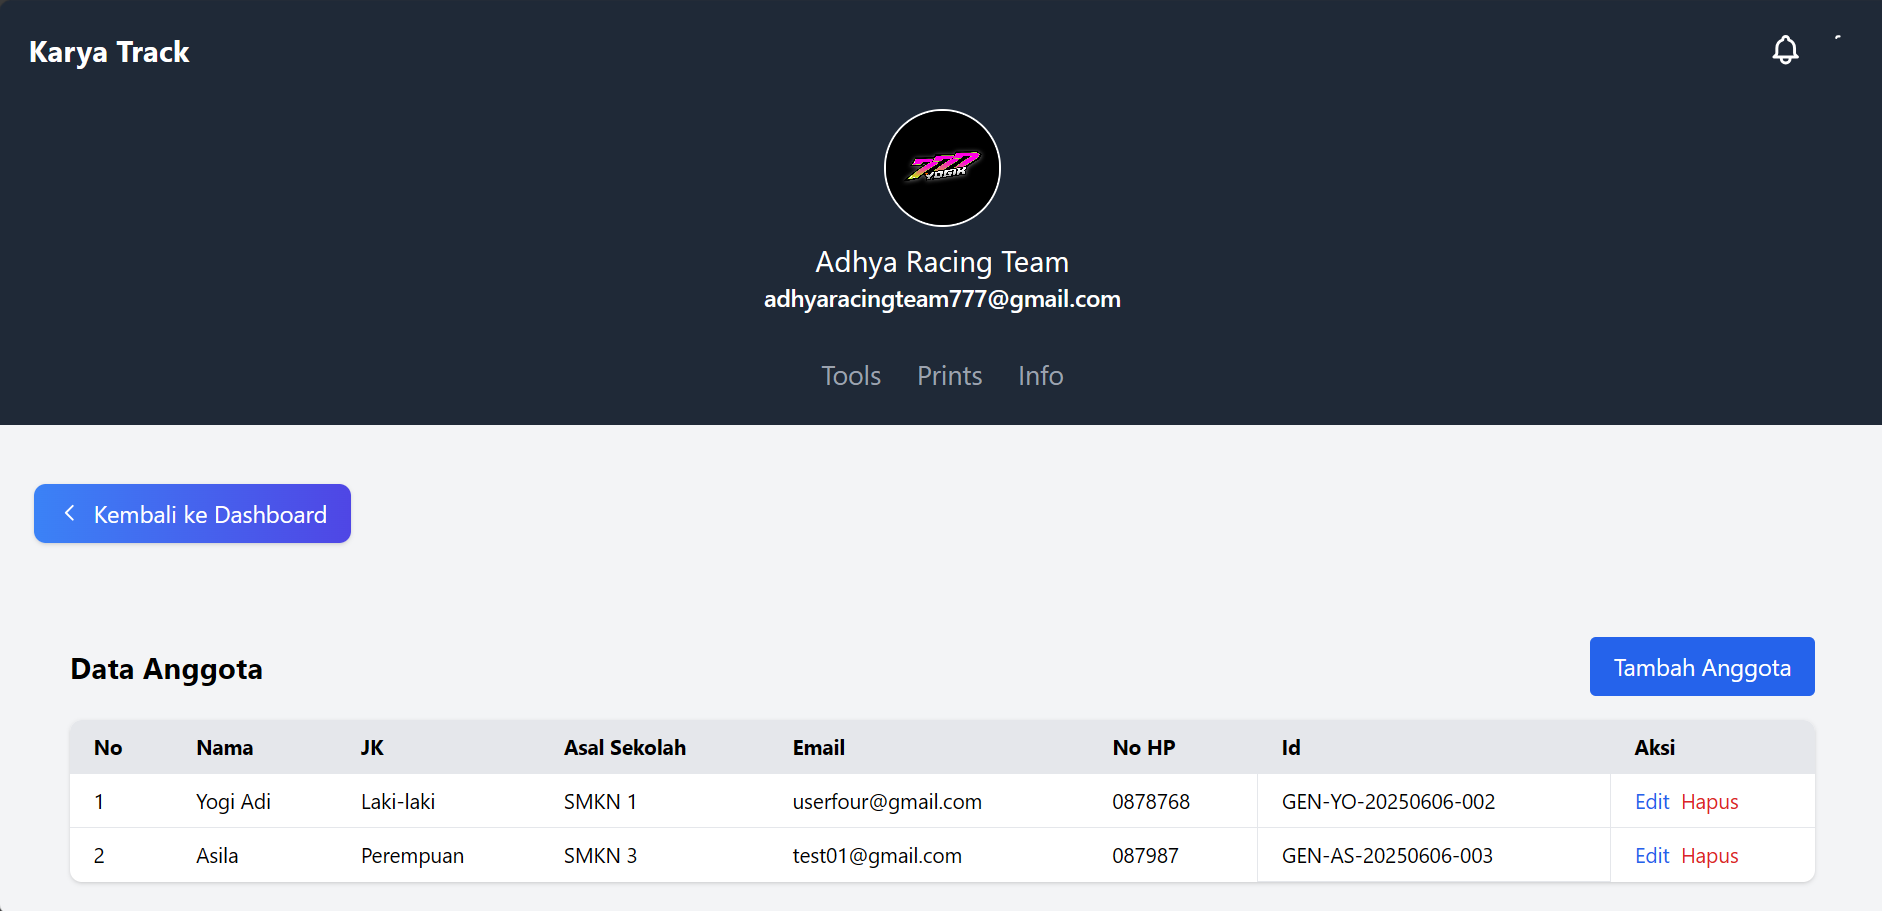 Karya Track
777
YOGIX
Adhya Racing Team
adhyaracingteam777@gmail.com
Tools Prints Info
Kembali ke Dashboard
Data Anggota
Tambah Anggota
No Nama JK Asal Sekolah Email No HP Id Aksi
1 Yogi Adi Laki-laki SMKN 1 userfour@gmail.com 0878768 GEN-YO-20250606-002 Edit Hapus
2 Asila Perempuan SMKN 3 test01@gmail.com 087987 GEN-AS-20250606-003 Edit Hapus